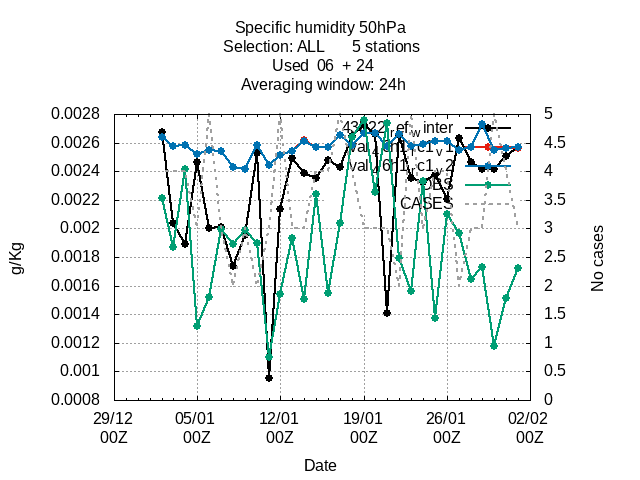 Specific humidity 50hPa
Selection: ALL 5 stations
Used 06 + 24
Averaging window: 24h
0.0028
0.0026
0.0024
0.0022
0.002
0.0018
0.0016
0.0014
0.0012
0.001
0.0008
g/Kg
5
4.5
4
3.5
3
2.5
2
1.5
1
0.5
0
No cases
OBS
CASES
29/12
00Z
05/01
00Z
12/01
00Z
19/01
00Z
26/01
00Z
02/02
00Z
Date